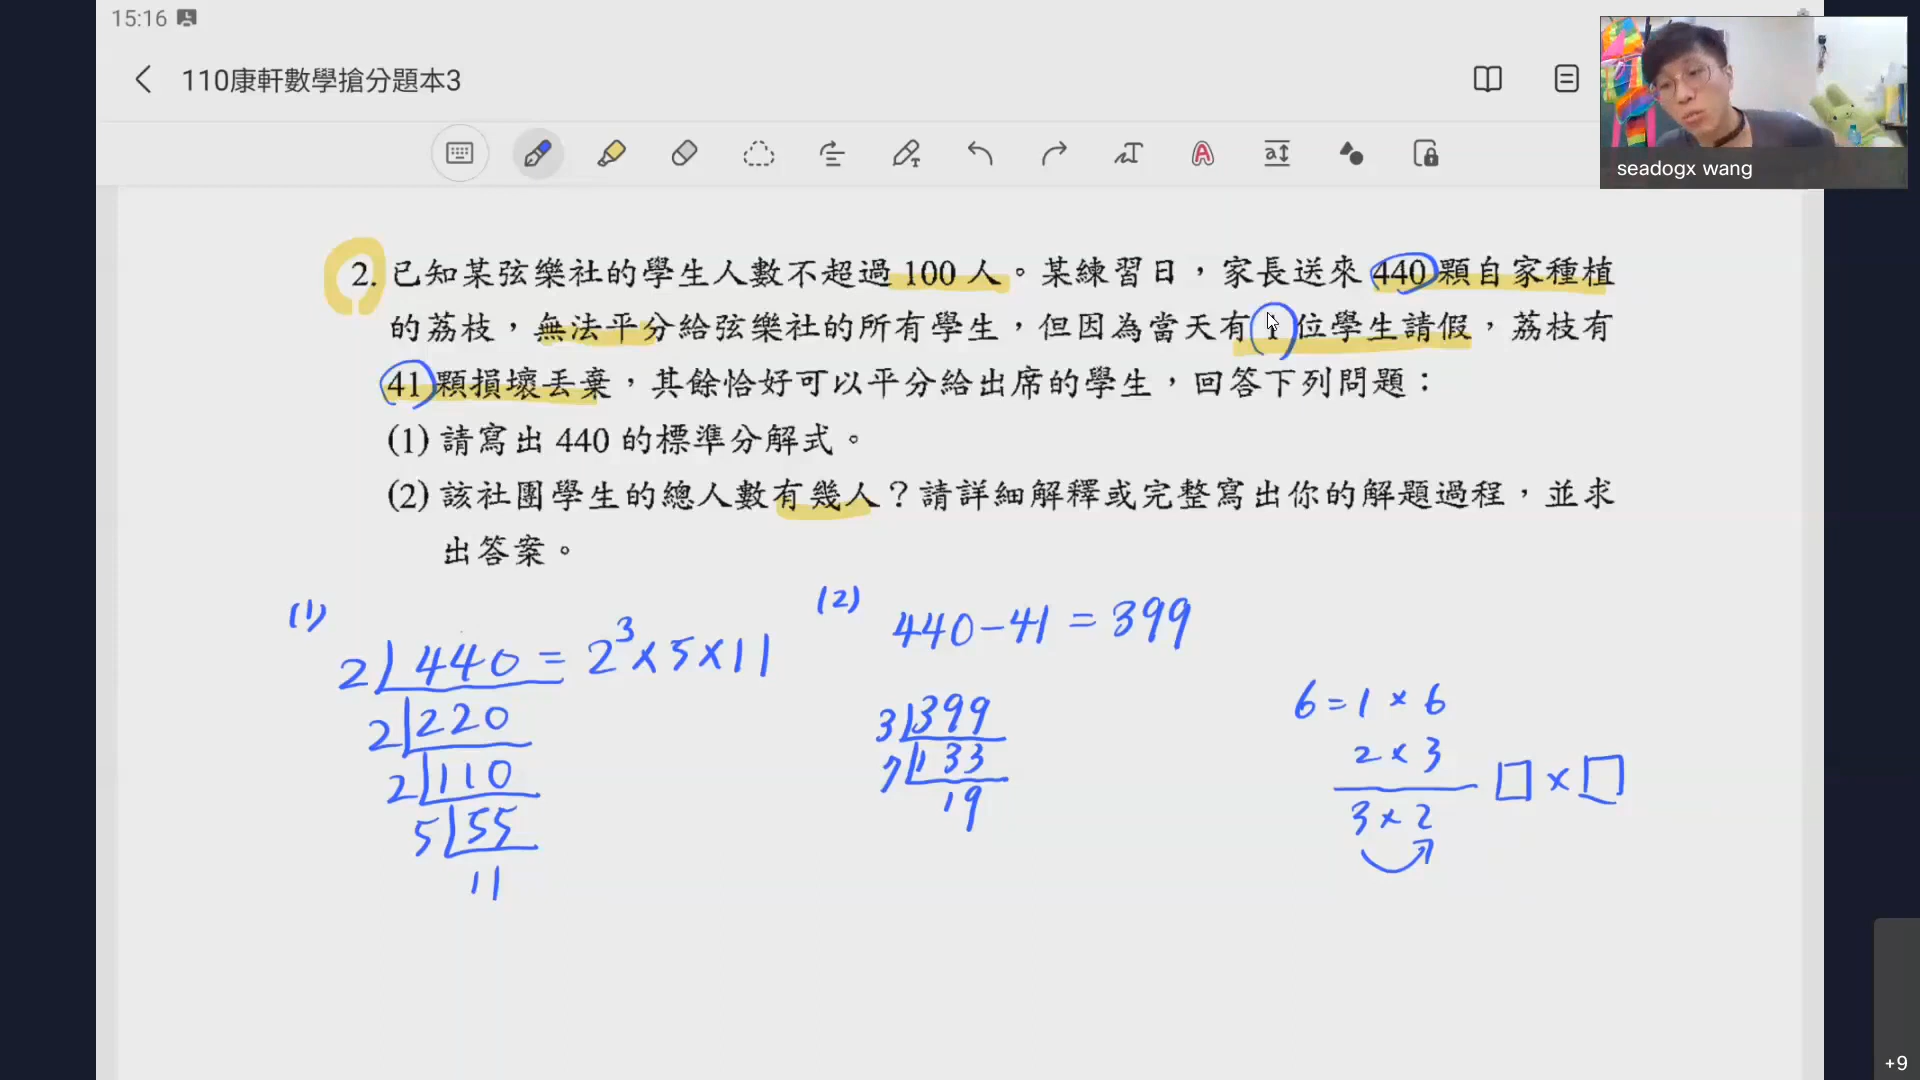 15:16
110康軒數學搶分題本3
seadogx wang
2. 已知某弦樂社的學生人數不超過 100 人。某練習日，家長送來 440 顆自家種植
的荔枝，無法平分給弦樂社的所有學生，但因為當天有 1 位學生請假，荔枝有
41 顆損壞丟棄，其餘恰好可以平分給出席的學生，回答下列問題：
(1) 請寫出 440 的標準分解式。
(2) 該社團學生的總人數有幾人？請詳細解釋或完整寫出你的解題過程，並求
出答案。
(1)
2 440 = 2³×5×11
2 220
2 110
5 55
11
(2)
440-41=399
3 399
7 133
19
6=1×6
2×3
3×2
□×□
+9